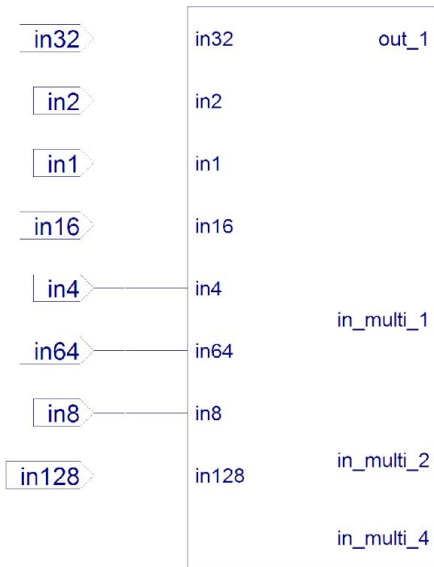 in32 in32 out_1
in2 in2
in1 in1
in16 in16
in4 in4
in_multi_1
in64 in64
in8 in8
in_multi_2
in128 in128
in_multi_4